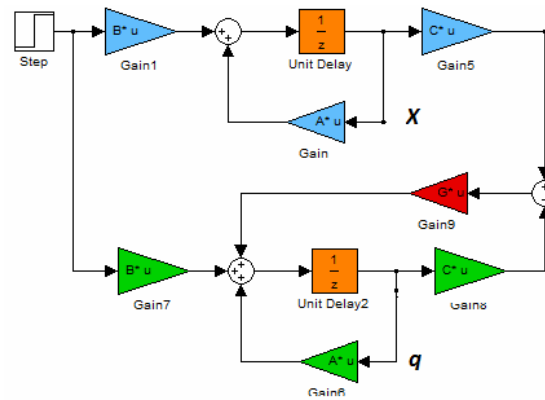 Step
B* u
Gain1
+
+
1
z
Unit Delay
C* u
Gain5
A* u
Gain
X
G* u
Gain9
+
-
B* u
Gain7
+
+
+
1
z
Unit Delay2
C* u
Gain8
A* u
Gain6
q